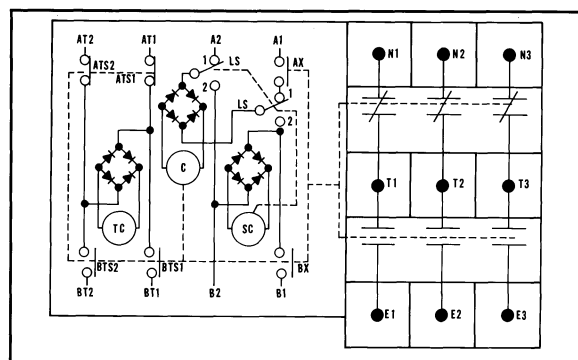 AT2 AT1 A2 A1
N1 N2 N3
ATS2 1 LS AX
ATS1
2 LS 1
2
C
T1 T2 T3
TC SC
BTS2 BTS1 BX
BT2 BT1 B2 B1
E1 E2 E3